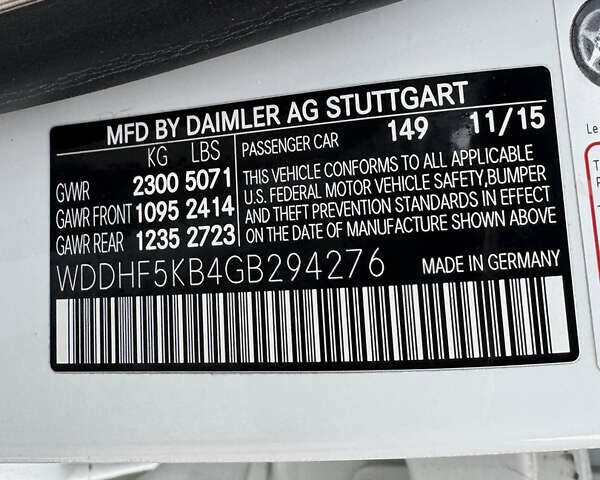 MFD BY DAIMLER AG STUTTGART
KG LBS
GVWR 2300 5071
GAWR FRONT 1095 2414
GAWR REAR 1235 2723
PASSENGER CAR 149 11/15
THIS VEHICLE CONFORMS TO ALL APPLICABLE
U.S. FEDERAL MOTOR VEHICLE SAFETY,BUMPER
AND THEFT PREVENTION STANDARDS IN EFFECT
ON THE DATE OF MANUFACTURE SHOWN ABOVE
WDDHF5KB4GB294276 MADE IN GERMANY
Le